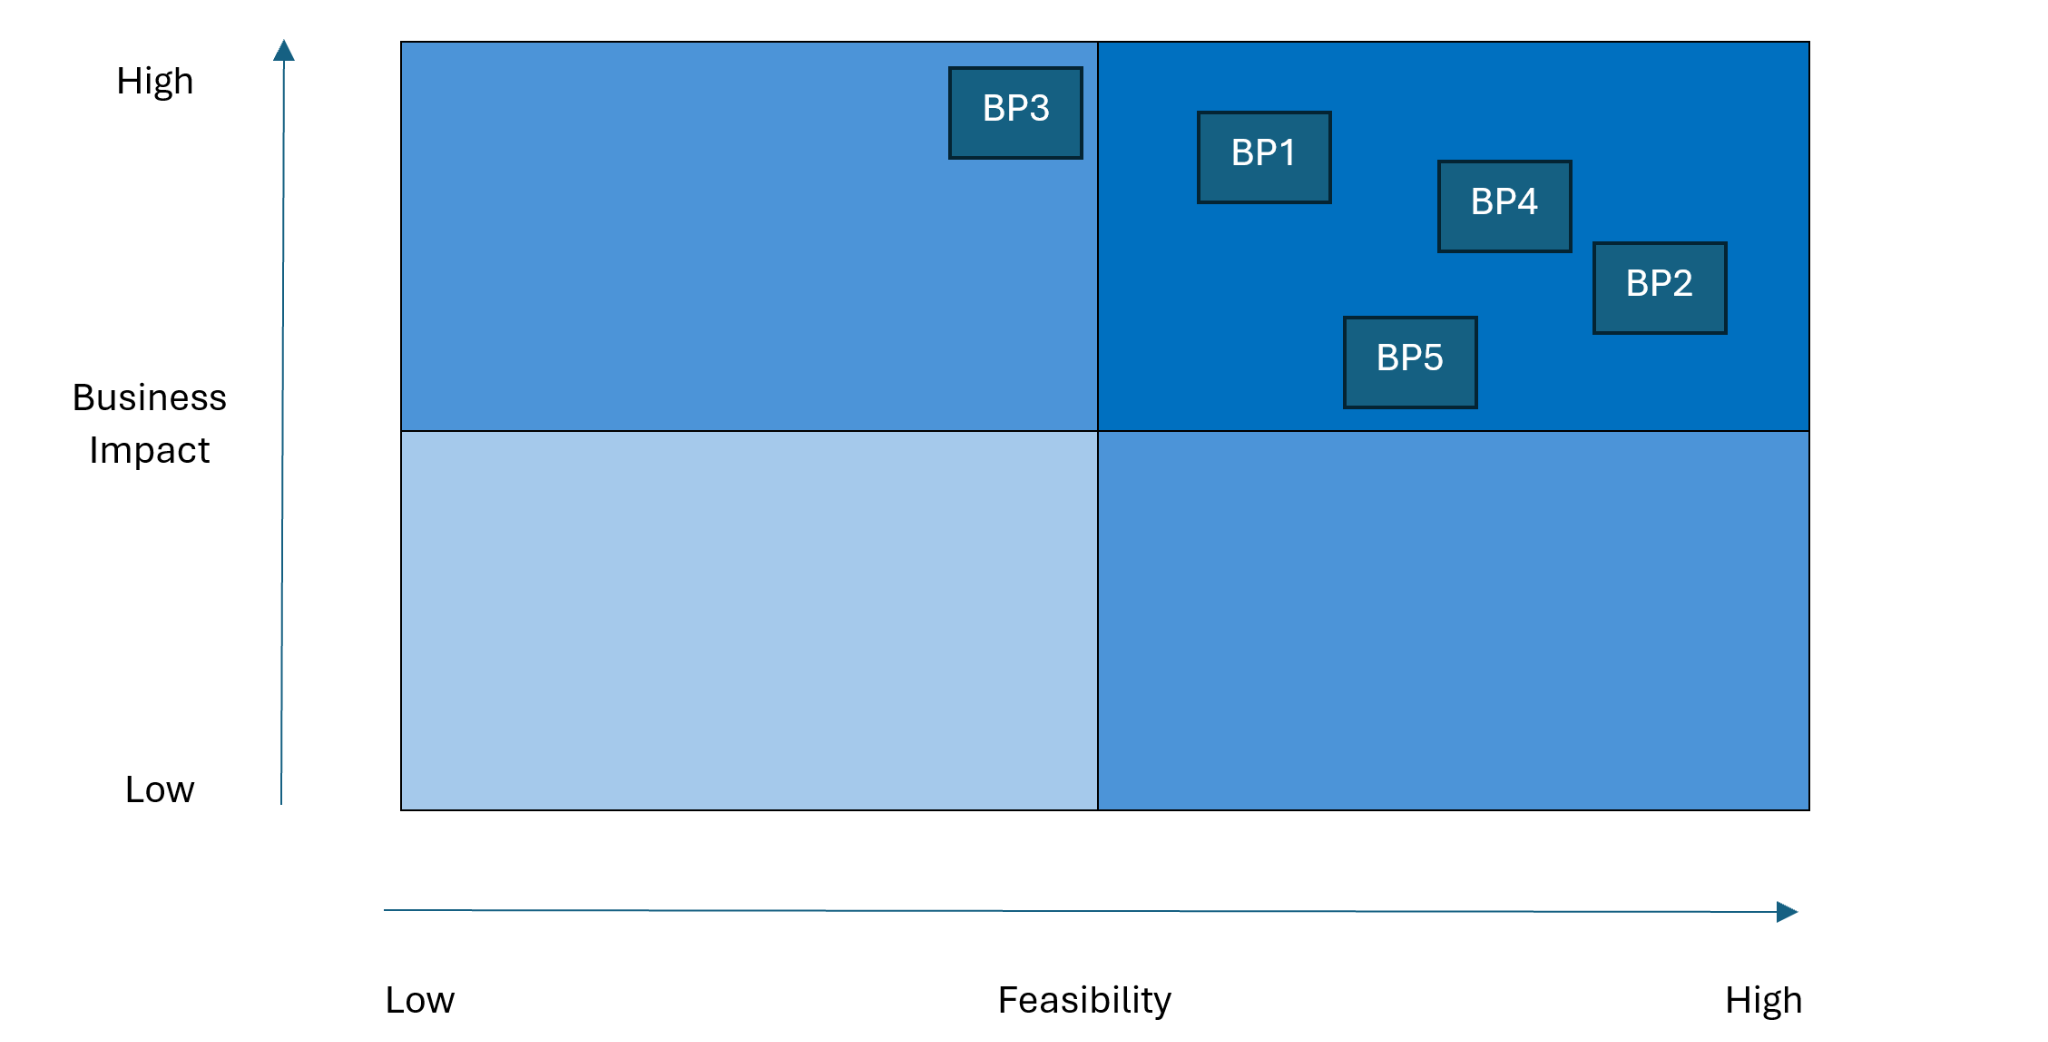 High
BP3
BP1
BP4
BP2
BP5
Business
Impact
Low
Low
Feasibility
High